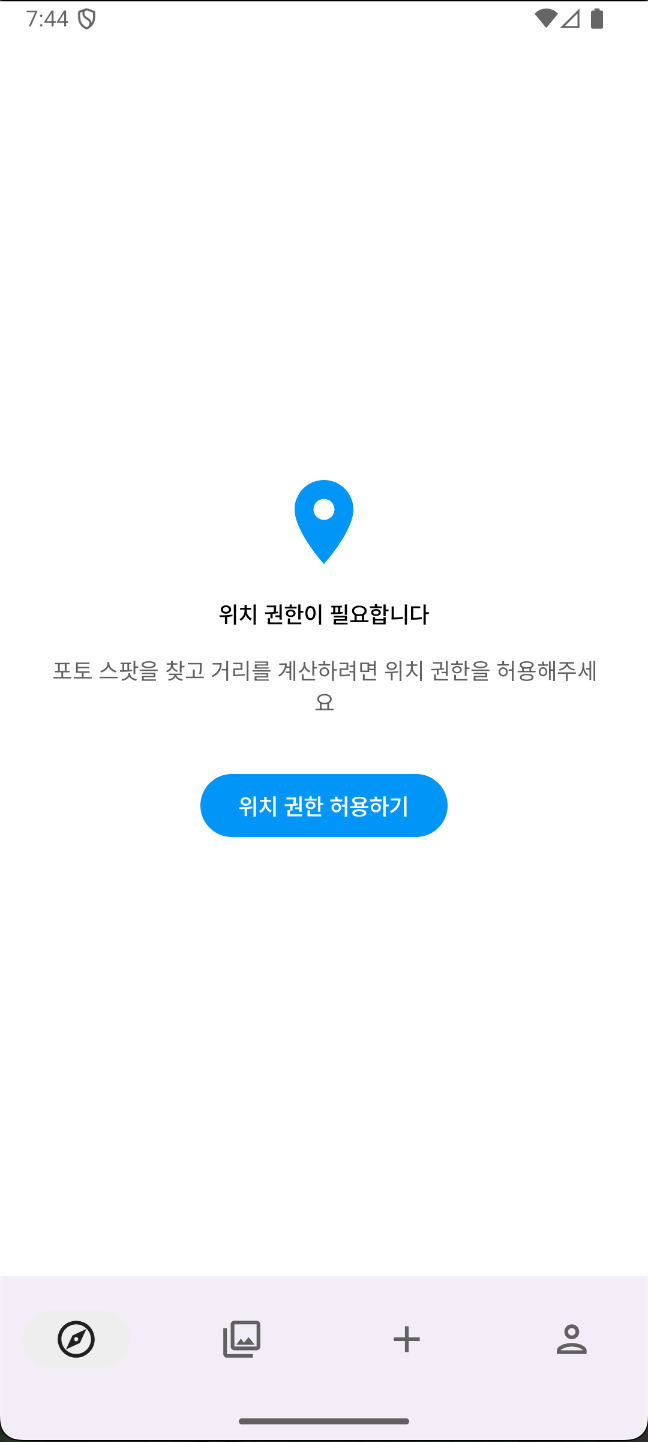 7:44
위치 권한이 필요합니다
포토 스팟을 찾고 거리를 계산하려면 위치 권한을 허용해주세
요
위치 권한 허용하기